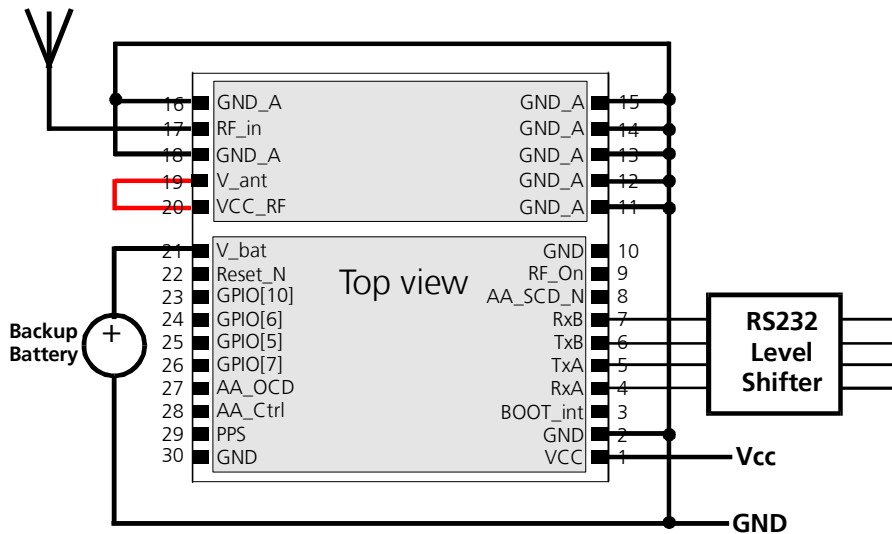 16 GND_A GND_A 15
17 RF_in GND_A 14
18 GND_A GND_A 13
19 V_ant GND_A 12
20 VCC_RF GND_A 11
21 V_bat GND 10
22 Reset_N RF_On 9
23 GPIO[10] AA_SCD_N 8
24 GPIO[6] RxB 7
25 GPIO[5] TxB 6
26 GPIO[7] TxA 5
27 AA_OCD RxA 4
28 AA_Ctrl BOOT_int 3
29 PPS GND 2
30 GND VCC 1
Top view
Backup
Battery
+
RS232
Level
Shifter
Vcc
GND